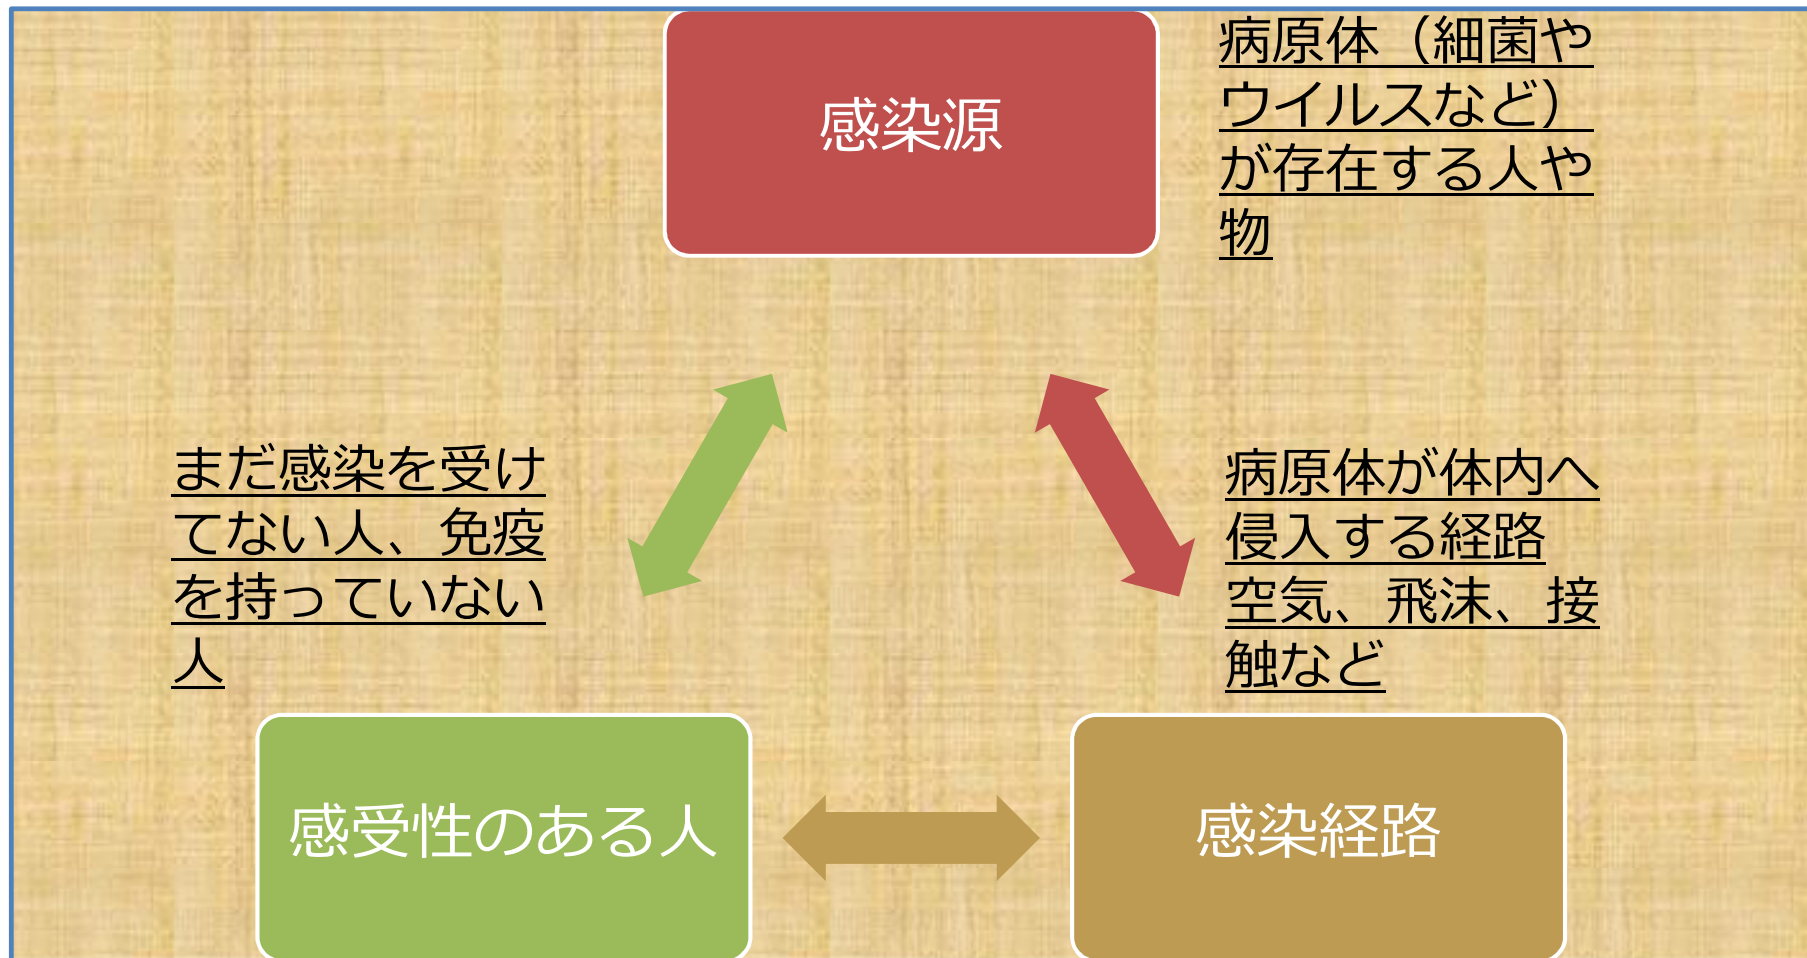 感染源
病原体（細菌や
ウイルスなど）
が存在する人や
物
まだ感染を受け
てない人、免疫
を持っていない
人
病原体が体内へ
侵入する経路
空気、飛沫、接
触など
感受性のある人
感染経路